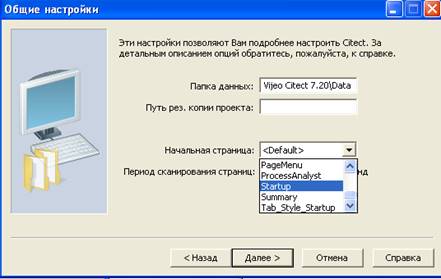 Общие настройки
Эти настройки позволяют Вам подробнее настроить Citect. За
детальным описанием опций обратитесь, пожалуйста, к справке.
Папка данных: Vijeo Citect 7.20\Data
Путь рез. копии проекта:
Начальная страница: <Default>
PageMenu
Период сканирования страниц: ProcessAnalyst
Startup
Summary
Tab_Style_Startup
< Назад Далее > Отмена Справка